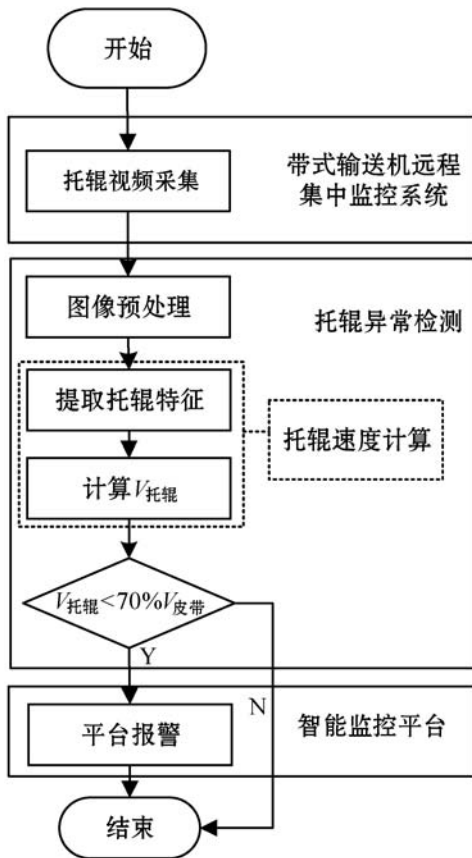 开始
托辊视频采集
带式输送机远程
集中监控系统
图像预处理
托辊异常检测
提取托辊特征
托辊速度计算
计算V托辊
V托辊<70%V皮带
Y
N
平台报警
智能监控平台
结束